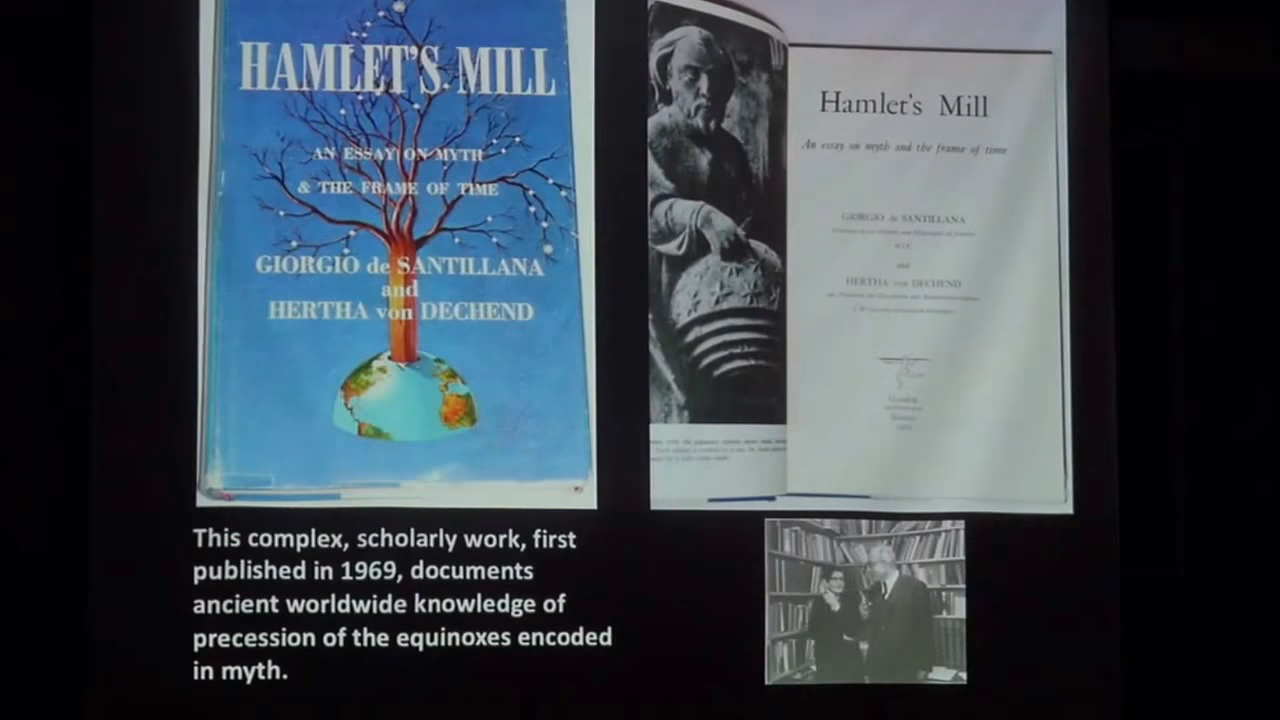 HAMLET'S MILL
AN ESSAY ON MYTH
& THE FRAME OF TIME
GIORGIO de SANTILLANA
and
HERTHA von DECHEND
Hamlet's Mill
An essay on myth and the frame of time
GIORGIO de SANTILLANA
and
HERTHA von DECHEND
1969
This complex, scholarly work, first
published in 1969, documents
ancient worldwide knowledge of
precession of the equinoxes encoded
in myth.